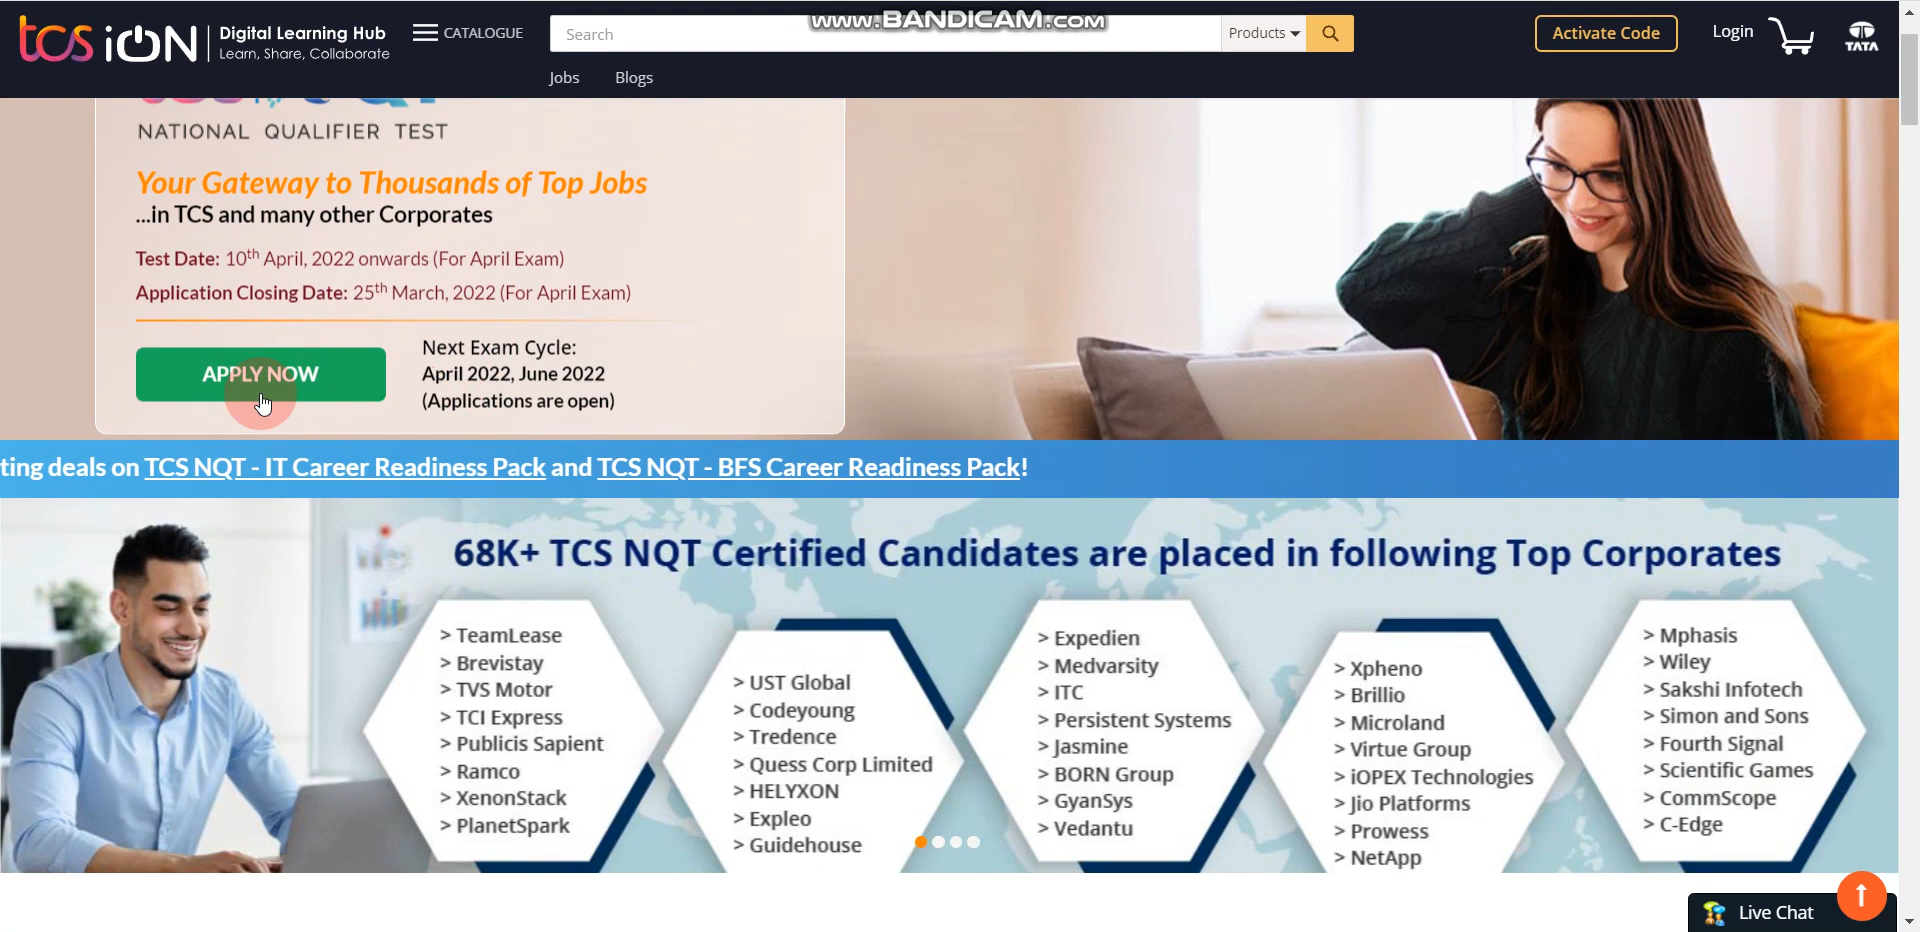 www.BANDICAM.com
tcs iON Digital Learning Hub
Learn, Share, Collaborate
CATALOGUE
Search
Products
Activate Code
Login
TATA
Jobs
Blogs
NATIONAL QUALIFIER TEST
Your Gateway to Thousands of Top Jobs
...in TCS and many other Corporates
Test Date: 10th April, 2022 onwards (For April Exam)
Application Closing Date: 25th March, 2022 (For April Exam)
APPLY NOW
Next Exam Cycle:
April 2022, June 2022
(Applications are open)
ting deals on TCS NQT - IT Career Readiness Pack and TCS NQT - BFS Career Readiness Pack!
68K+ TCS NQT Certified Candidates are placed in following Top Corporates
> TeamLease
> Brevistay
> TVS Motor
> TCI Express
> Publicis Sapient
> Ramco
> XenonStack
> PlanetSpark
> UST Global
> Codeyoung
> Tredence
> Quess Corp Limited
> HELYXON
> Expleo
> Guidehouse
> Expedien
> Medvarsity
> ITC
> Persistent Systems
> Jasmine
> BORN Group
> GyanSys
> Vedantu
> Xpheno
> Brillio
> Microland
> Virtue Group
> iOPEX Technologies
> Jio Platforms
> Prowess
> NetApp
> Mphasis
> Wiley
> Sakshi Infotech
> Simon and Sons
> Fourth Signal
> Scientific Games
> CommScope
> C-Edge
Live Chat